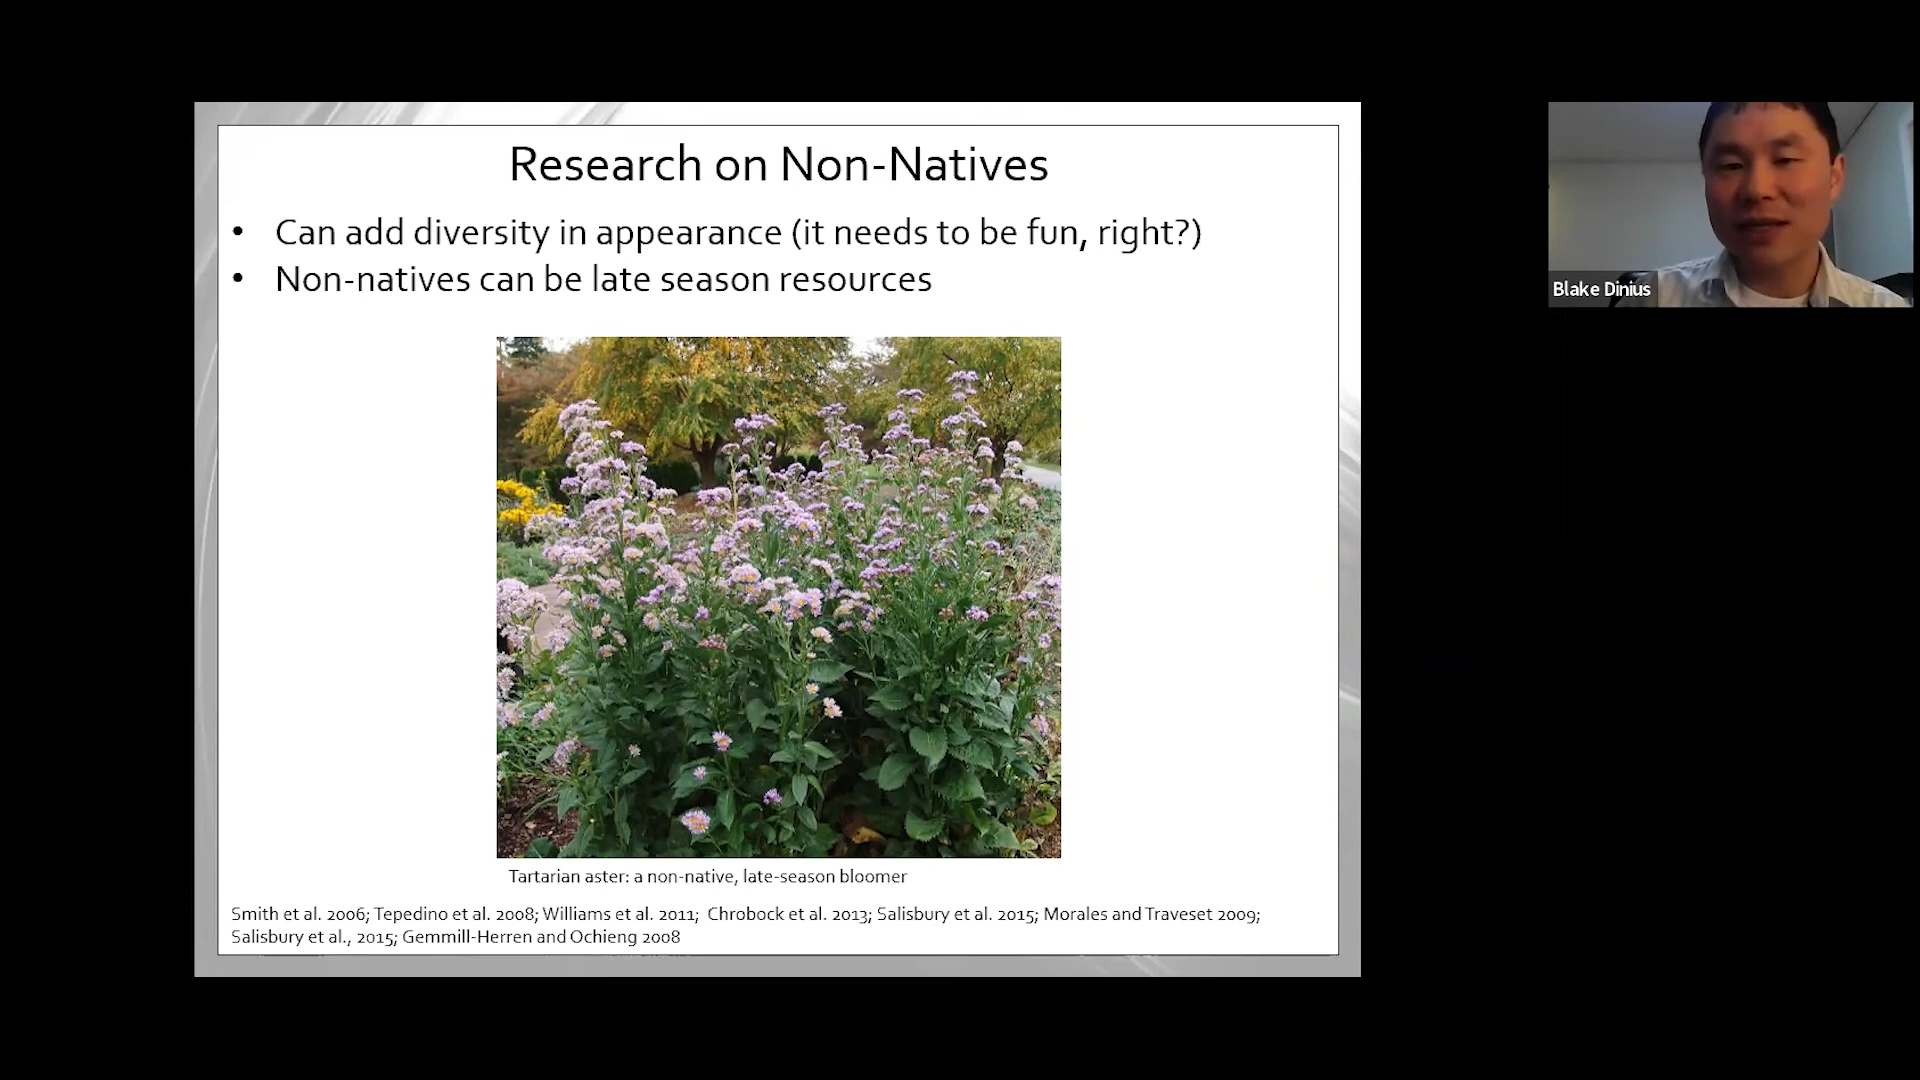 Research on Non-Natives
• Can add diversity in appearance (it needs to be fun, right?)
• Non-natives can be late season resources
Blake Dinius
Tartarian aster: a non-native, late-season bloomer
Smith et al. 2006; Tepedino et al. 2008; Williams et al. 2011;  Chrobock et al. 2013; Salisbury et al. 2015; Morales and Traveset 2009;
Salisbury et al., 2015; Gemmill-Herren and Ochieng 2008